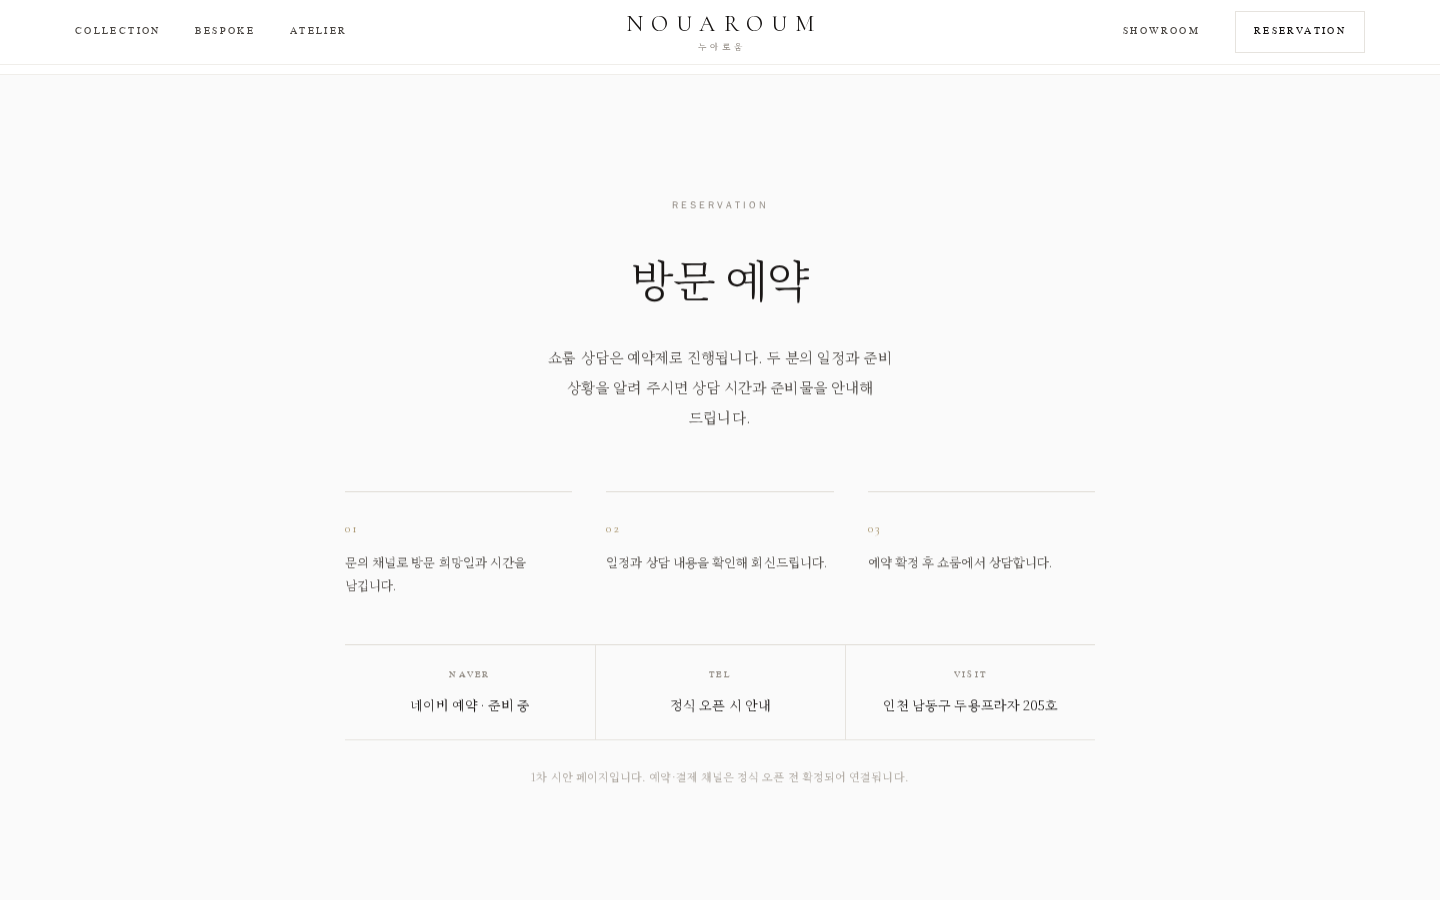 COLLECTION BESPOKE ATELIER
NOUAROUM
누아로움
SHOWROOM RESERVATION
RESERVATION
방문 예약
쇼룸 상담은 예약제로 진행됩니다. 두 분의 일정과 준비
상황을 알려 주시면 상담 시간과 준비물을 안내해
드립니다.
01
문의 채널로 방문 희망일과 시간을
남깁니다.
02
일정과 상담 내용을 확인해 회신드립니다.
03
예약 확정 후 쇼룸에서 상담합니다.
NAVER
네이버 예약 · 준비 중
TEL
정식 오픈 시 안내
VISIT
인천 남동구 두용프라자 205호
1차 시안 페이지입니다. 예약·결제 채널은 정식 오픈 전 확정되어 연결됩니다.